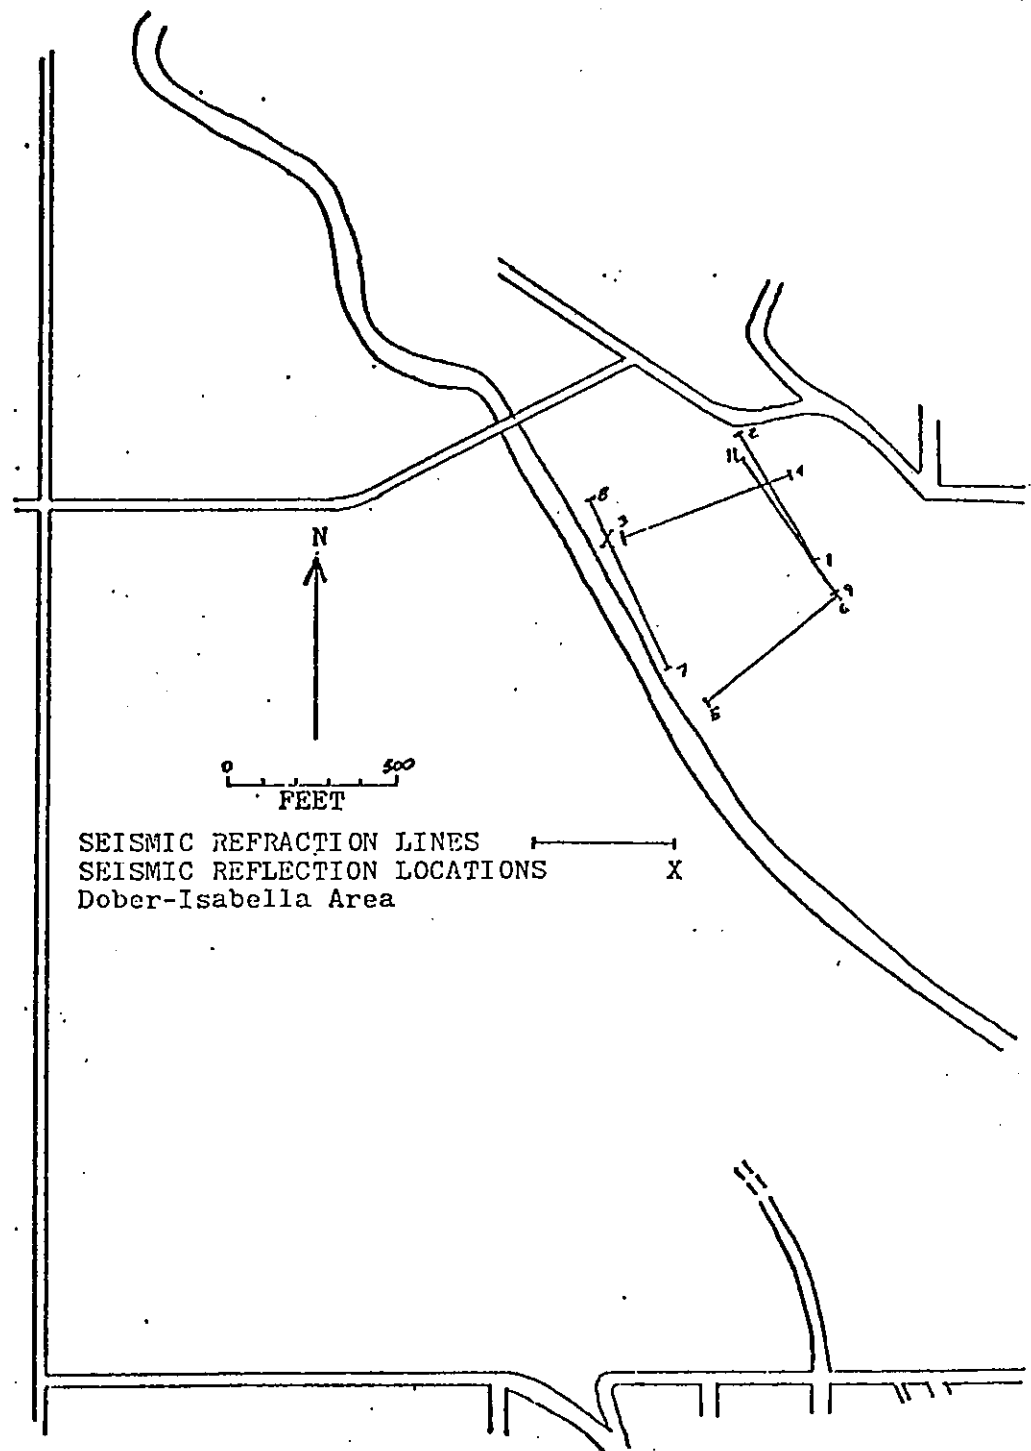 2
11
4
8
3
1
N
9
6
7
5
0 500
FEET
SEISMIC REFRACTION LINES
SEISMIC REFLECTION LOCATIONS X
Dober-Isabella Area